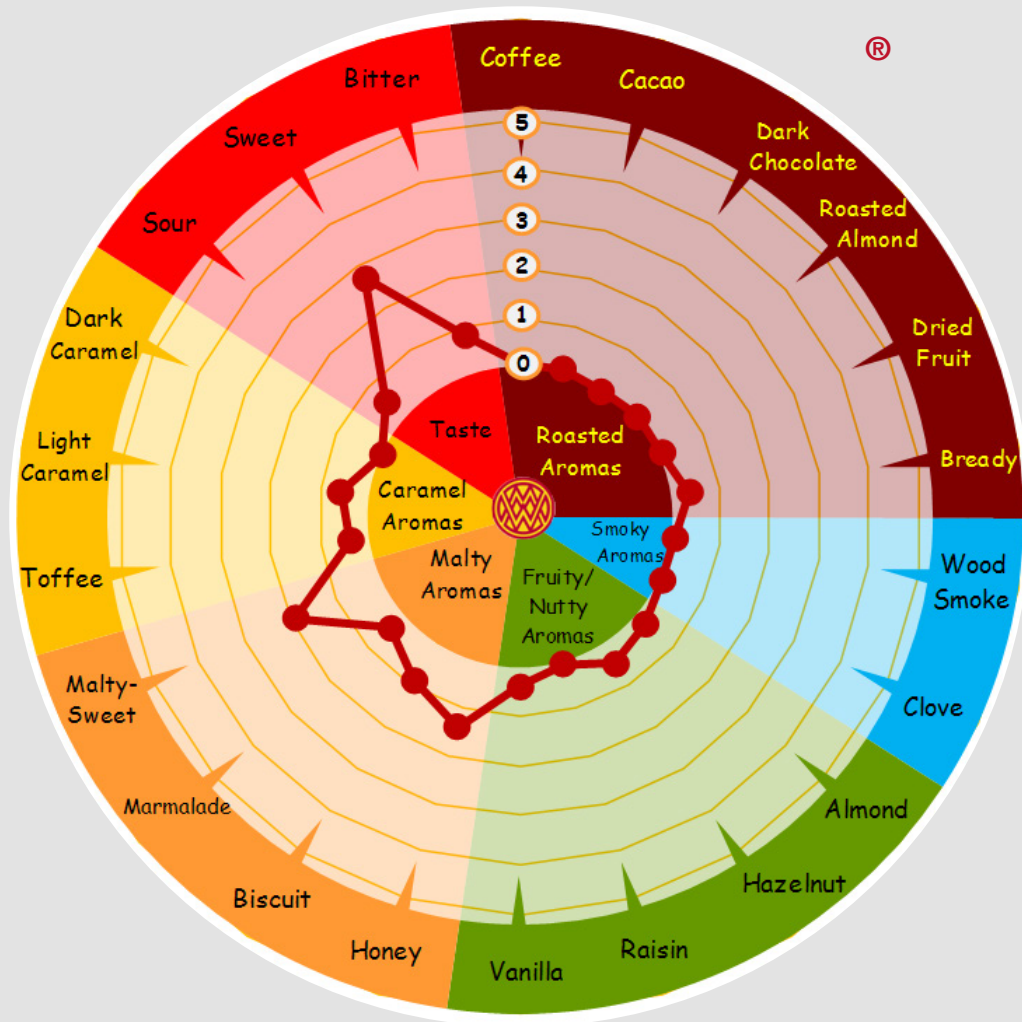 ®
Coffee
Cacao
Dark
Chocolate
Roasted
Almond
Dried
Fruit
Bready
Wood
Smoke
Clove
Almond
Hazelnut
Raisin
Vanilla
Honey
Biscuit
Marmalade
Malty-
Sweet
Toffee
Light
Caramel
Dark
Caramel
Sour
Sweet
Bitter
5
4
3
2
1
0
Taste
Roasted
Aromas
Smoky
Aromas
Fruity/
Nutty
Aromas
Malty
Aromas
Caramel
Aromas